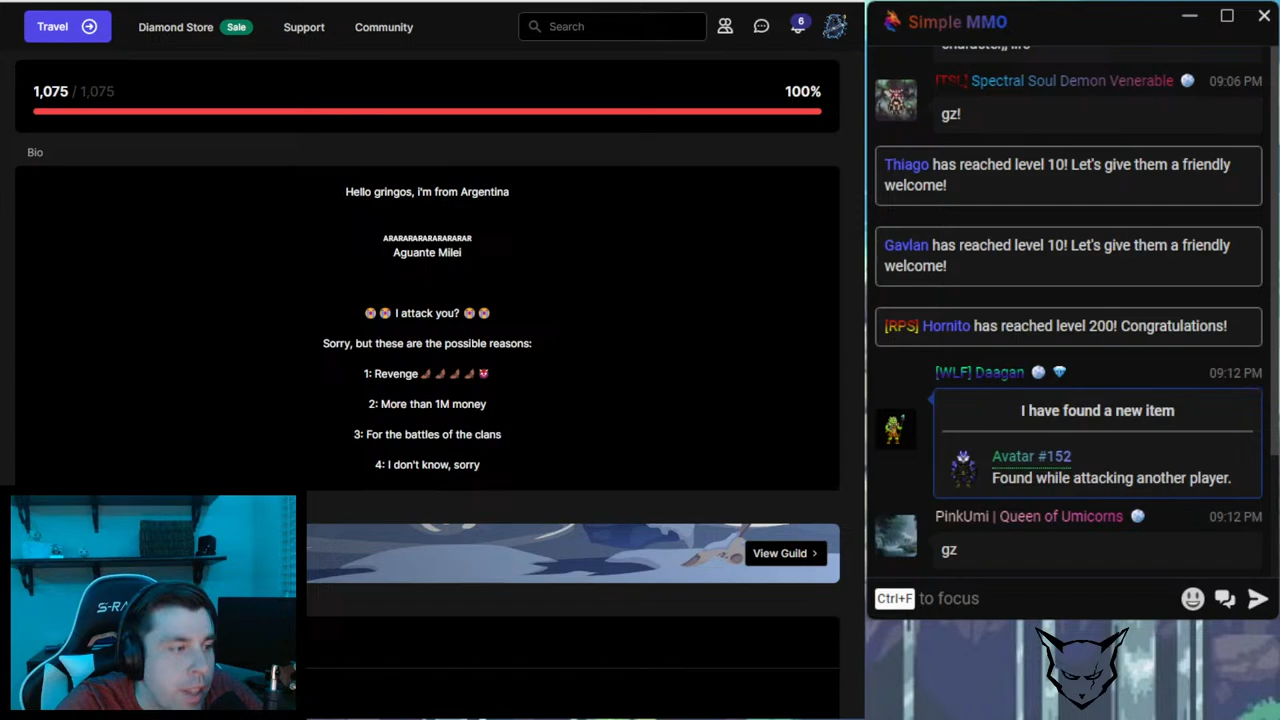 Travel
Diamond Store Sale
Support
Community
Search
6
1,075 / 1,075
100%
Bio
Hello gringos, i'm from Argentina
ARARARARARARARAR
Aguante Milei
I attack you?
Sorry, but these are the possible reasons:
1: Revenge
2: More than 1M money
3: For the battles of the clans
4: I don't know, sorry
View Guild >
S-RA
Simple MMO
[TSL] Spectral Soul Demon Venerable 09:06 PM
gz!
Thiago has reached level 10! Let's give them a friendly
welcome!
Gavlan has reached level 10! Let's give them a friendly
welcome!
[RPS] Hornito has reached level 200! Congratulations!
[WLF] Daagan 09:12 PM
I have found a new item
Avatar #152
Found while attacking another player.
PinkUmi | Queen of Umicorns 09:12 PM
gz
Ctrl+F to focus